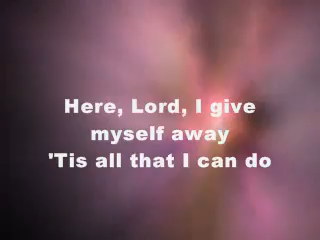 Here, Lord, I give
myself away
'Tis all that I can do